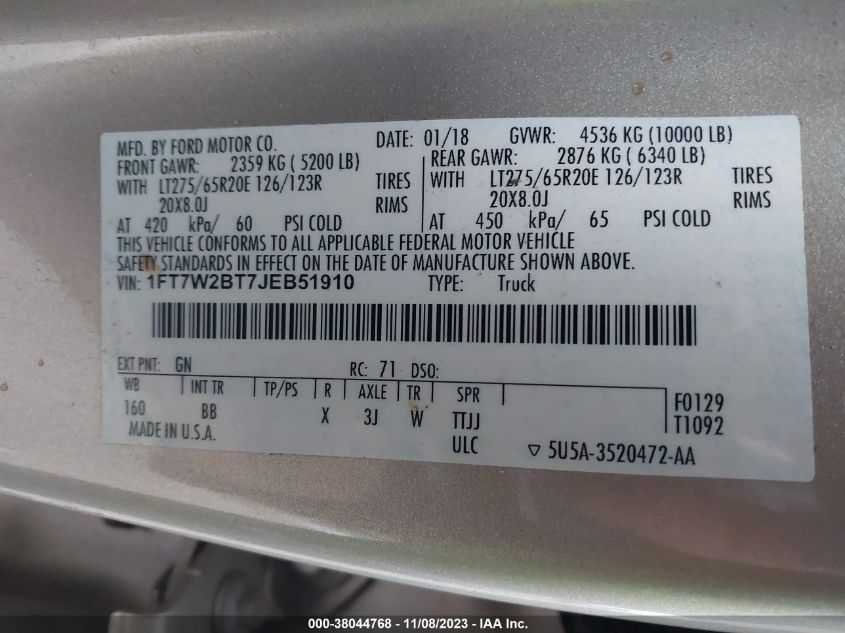 MFD. BY FORD MOTOR CO. DATE: 01/18 GVWR: 4536 KG (10000 LB)
FRONT GAWR: 2359 KG ( 5200 LB) REAR GAWR: 2876 KG ( 6340 LB)
WITH LT275/65R20E 126/123R TIRES WITH LT275/65R20E 126/123R TIRES
20X8.0J RIMS 20X8.0J RIMS
AT 420 kPa/ 60 PSI COLD AT 450 kPa/ 65 PSI COLD
THIS VEHICLE CONFORMS TO ALL APPLICABLE FEDERAL MOTOR VEHICLE
SAFETY STANDARDS IN EFFECT ON THE DATE OF MANUFACTURE SHOWN ABOVE.
VIN: 1FT7W2BT7JEB51910 TYPE: Truck
EXT PNT: GN RC: 71 DSO:
WB INT TR TP/PS R AXLE TR SPR
160 BB X 3J W TTJJ F0129
MADE IN U.S.A. T1092
ULC ▽ 5U5A-3520472-AA
000-38044768 - 11/08/2023 - IAA Inc.